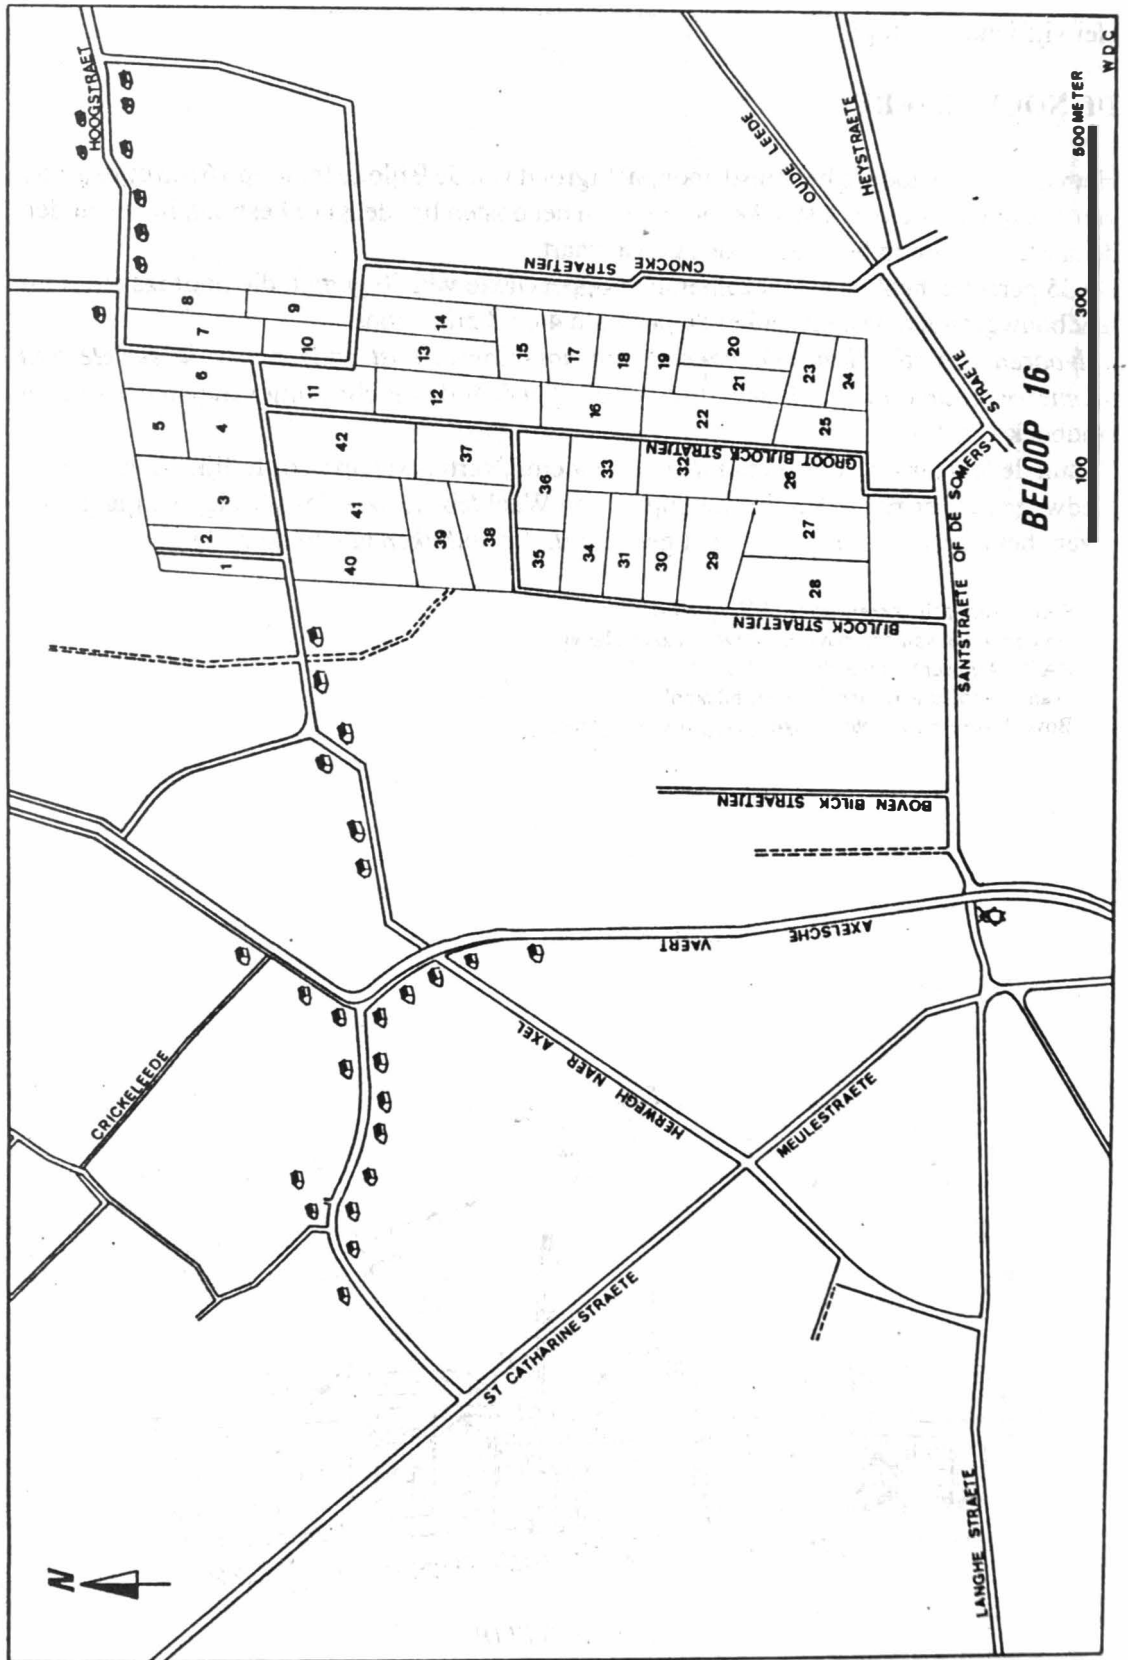 HOOGSTRAET
OUDE LEEDE
HEYSTRAETE
CNOCKE STRAETJEN
CRICKELEEDE
1
2
3
4
5
6
7
8
9
10
11
12
13
14
15
16
17
18
19
20
21
22
23
24
25
26
27
28
29
30
31
32
33
34
35
36
37
38
39
40
41
42
GROOT BIJLOCK STRATJEN
BIJLOCK STRAETJEN
BOVEN BILCK STRAETJEN
SANTSTRAETE OF DE SOMERS STRAETE
AXELSCHE VAERT
HERWEGH NAER AXEL
MEULESTRAETE
ST CATHARINE STRAETE
LANGHE STRAETE
N
BELOOP 16
100 300 500 METER
WDC